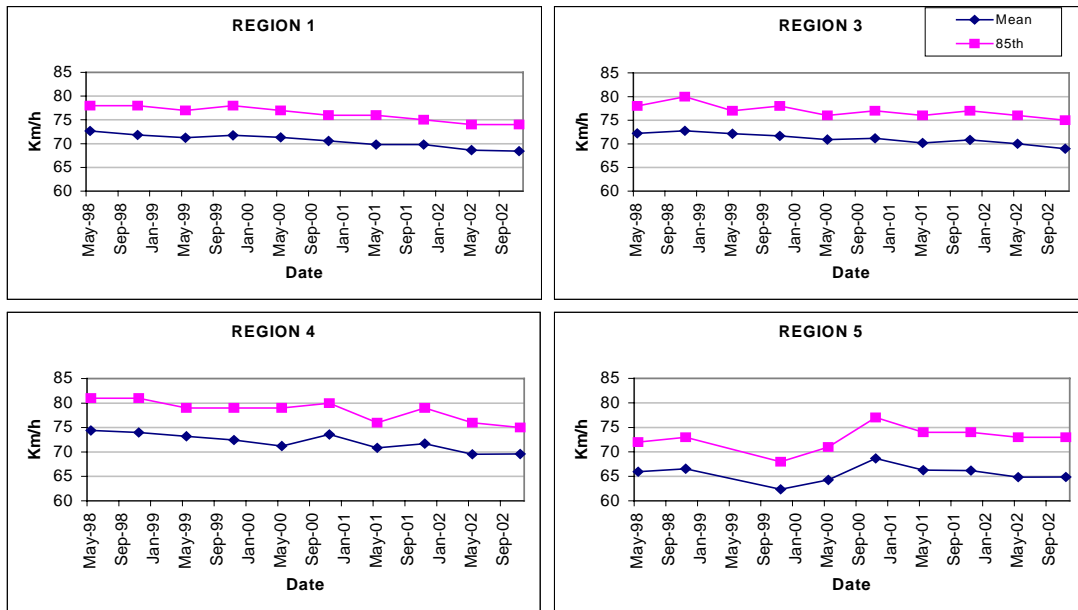 REGION 1
85
80
75
70
65
60
Km/h
May-98
Sep-98
Jan-99
May-99
Sep-99
Jan-00
May-00
Sep-00
Jan-01
May-01
Sep-01
Jan-02
May-02
Sep-02
Date
REGION 3
Mean
85th
85
80
75
70
65
60
Km/h
May-98
Sep-98
Jan-99
May-99
Sep-99
Jan-00
May-00
Sep-00
Jan-01
May-01
Sep-01
Jan-02
May-02
Sep-02
Date
REGION 4
85
80
75
70
65
60
Km/h
May-98
Sep-98
Jan-99
May-99
Sep-99
Jan-00
May-00
Sep-00
Jan-01
May-01
Sep-01
Jan-02
May-02
Sep-02
Date
REGION 5
85
80
75
70
65
60
Km/h
May-98
Sep-98
Jan-99
May-99
Sep-99
Jan-00
May-00
Sep-00
Jan-01
May-01
Sep-01
Jan-02
May-02
Sep-02
Date